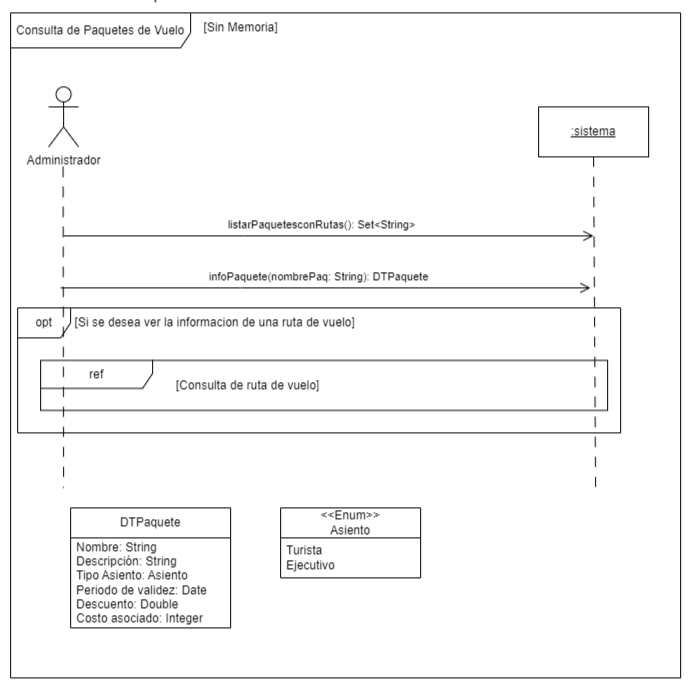 Consulta de Paquetes de Vuelo
[Sin Memoria]
Administrador
:sistema
listarPaquetesconRutas(): Set<String>
infoPaquete(nombrePaq: String): DTPaquete
opt
[Si se desea ver la informacion de una ruta de vuelo]
ref
[Consulta de ruta de vuelo]
DTPaquete
Nombre: String
Descripción: String
Tipo Asiento: Asiento
Periodo de validez: Date
Descuento: Double
Costo asociado: Integer
<<Enum>>
Asiento
Turista
Ejecutivo